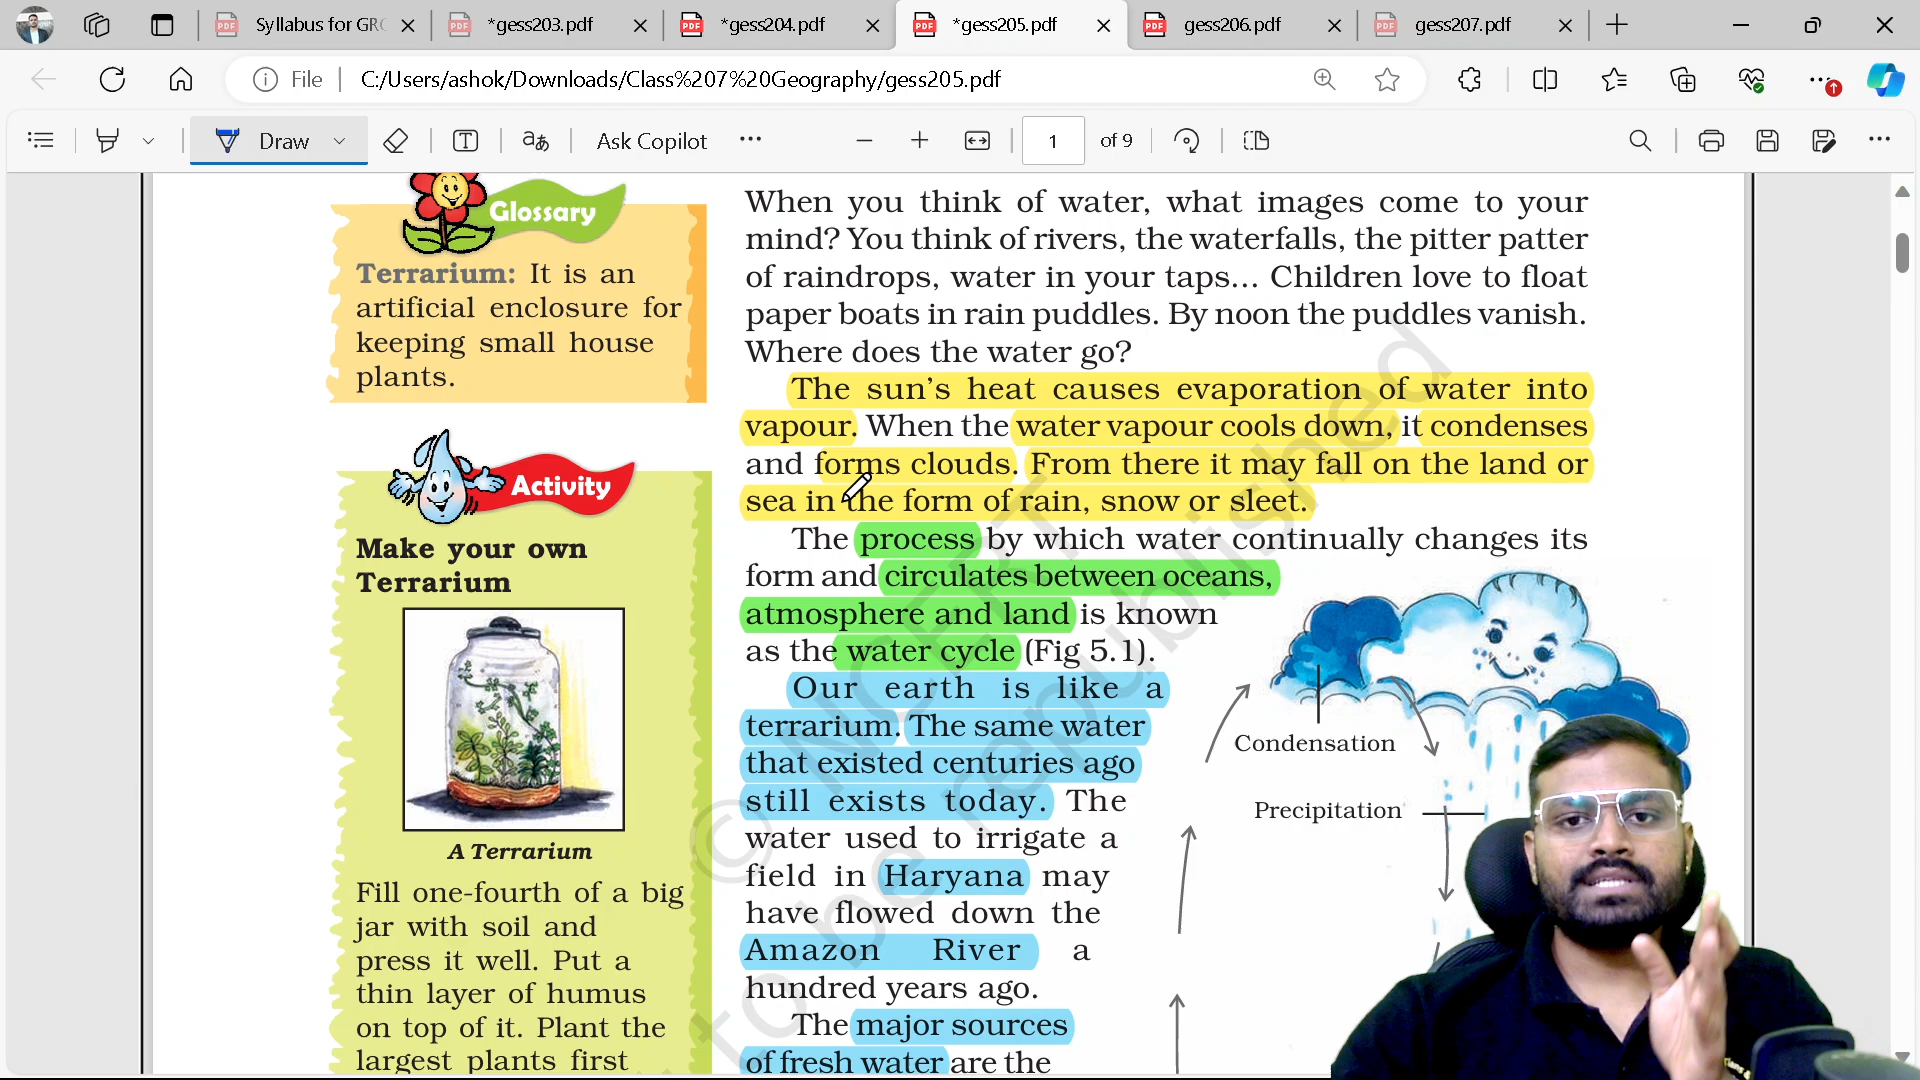 Syllabus for GRO
*gess203.pdf
*gess204.pdf
*gess205.pdf
gess206.pdf
gess207.pdf
File
C:/Users/ashok/Downloads/Class%207%20Geography/gess205.pdf
Draw
Ask Copilot
1
of 9
Glossary
Terrarium: It is an
artificial enclosure for
keeping small house
plants.
Activity
Make your own
Terrarium
A Terrarium
Fill one-fourth of a big
jar with soil and
press it well. Put a
thin layer of humus
on top of it. Plant the
largest plants first
When you think of water, what images come to your
mind? You think of rivers, the waterfalls, the pitter patter
of raindrops, water in your taps... Children love to float
paper boats in rain puddles. By noon the puddles vanish.
Where does the water go?
The sun's heat causes evaporation of water into
vapour. When the water vapour cools down, it condenses
and forms clouds. From there it may fall on the land or
sea in the form of rain, snow or sleet.
The process by which water continually changes its
form and circulates between oceans,
atmosphere and land is known
as the water cycle (Fig 5.1).
Our earth is like a
terrarium. The same water
that existed centuries ago
still exists today. The
water used to irrigate a
field in Haryana may
have flowed down the
Amazon River a
hundred years ago.
The major sources
of fresh water are the
Condensation
Precipitation
© NCERT
to be republished